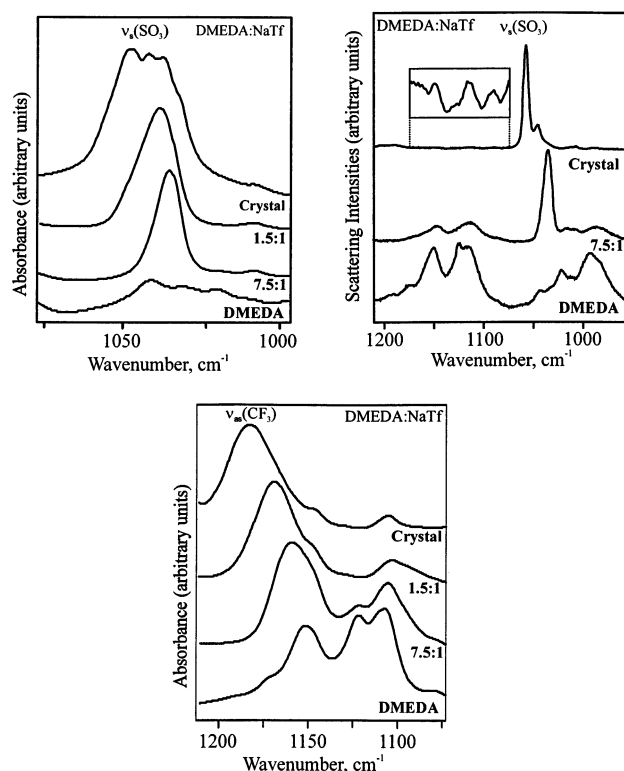 νs(SO3) DMEDA:NaTf
Absorbance (arbitrary units)
Crystal
1.5:1
7.5:1
DMEDA
1050 1000
Wavenumber, cm-1
DMEDA:NaTf νs(SO3)
Scattering Intensities (arbitrary units)
Crystal
7.5:1
DMEDA
1200 1100 1000
Wavenumber, cm-1
νas(CF3) DMEDA:NaTf
Absorbance (arbitrary units)
Crystal
1.5:1
7.5:1
DMEDA
1200 1150 1100
Wavenumber, cm-1